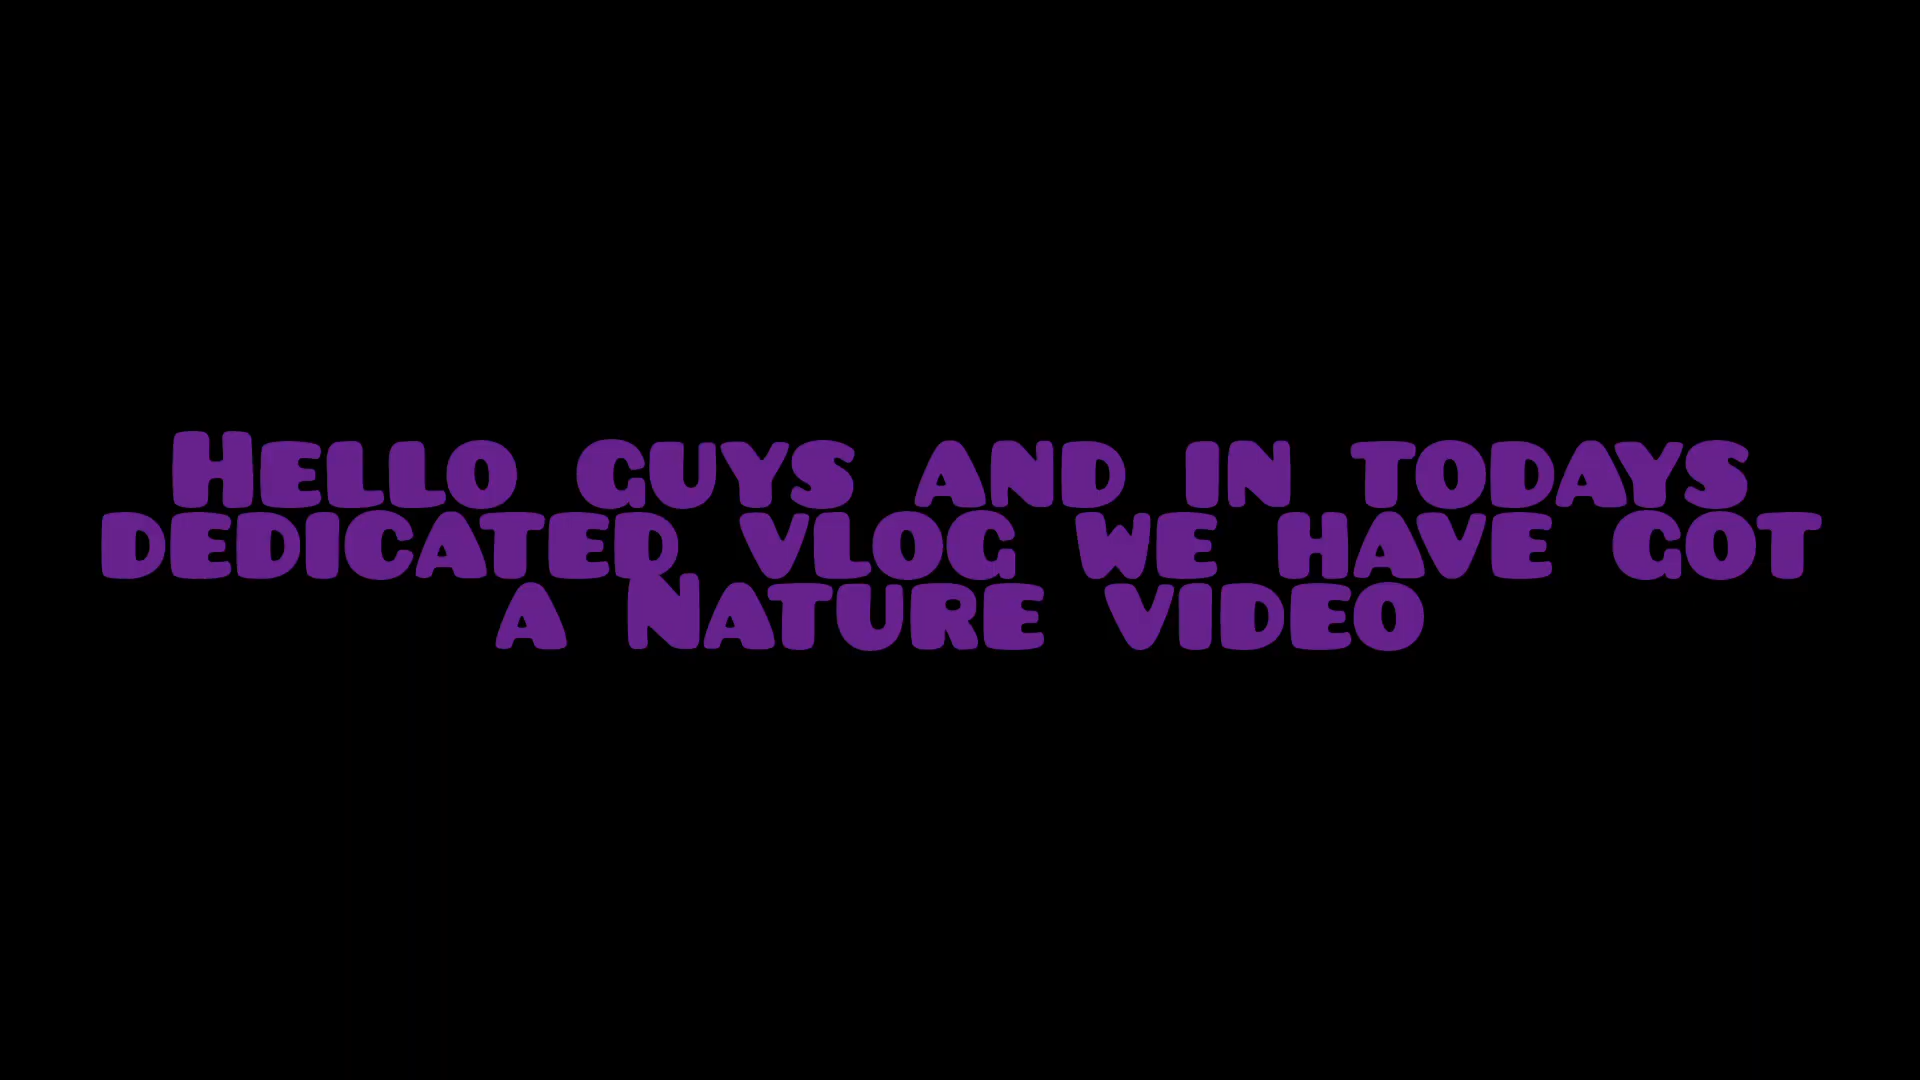 Hello guys and in todays
dedicated vlog we have got
a Nature video